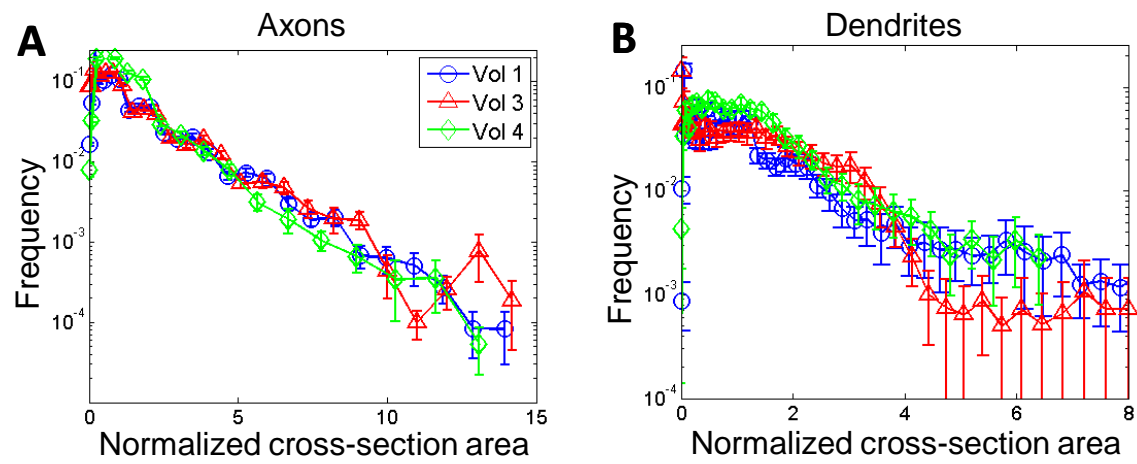 A
Axons
10⁻¹
10⁻²
10⁻³
10⁻⁴
Frequency
0
5
10
15
Normalized cross-section area
Vol 1
Vol 3
Vol 4
B
Dendrites
10⁻¹
10⁻²
10⁻³
10⁻⁴
Frequency
0
2
4
6
8
Normalized cross-section area